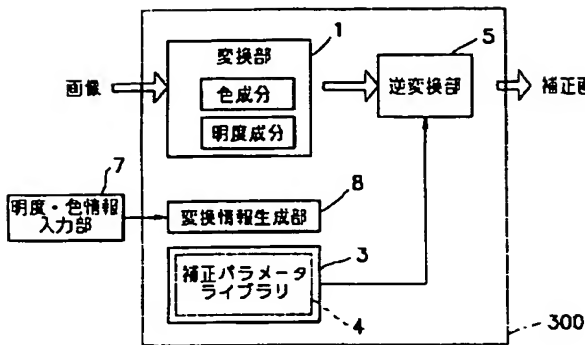 1
変換部
色成分
明度成分
画像
5
逆変換部
補正画
7
明度・色情報
入力部
8
変換情報生成部
3
補正パラメータ
ライブラリ
4
300